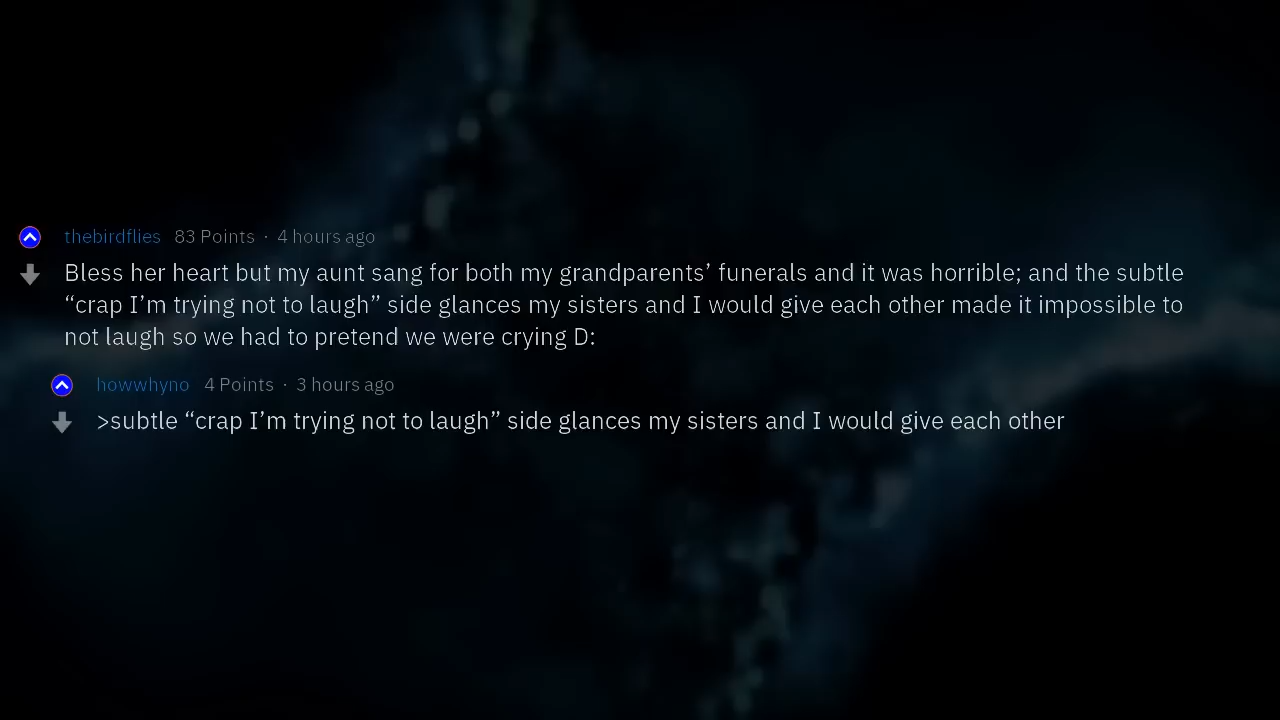 thebirdflies 83 Points · 4 hours ago
Bless her heart but my aunt sang for both my grandparents’ funerals and it was horrible; and the subtle
“crap I’m trying not to laugh” side glances my sisters and I would give each other made it impossible to
not laugh so we had to pretend we were crying D:
howwhyno 4 Points · 3 hours ago
>subtle “crap I’m trying not to laugh” side glances my sisters and I would give each other